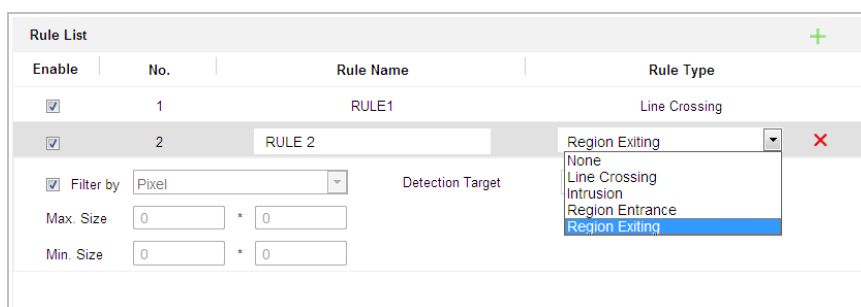 Rule List
Enable No. Rule Name Rule Type
1 RULE1 Line Crossing
2 RULE 2 Region Exiting
None
Line Crossing
Intrusion
Region Entrance
Region Exiting
Filter by Pixel Detection Target
Max. Size 0 * 0
Min. Size 0 * 0